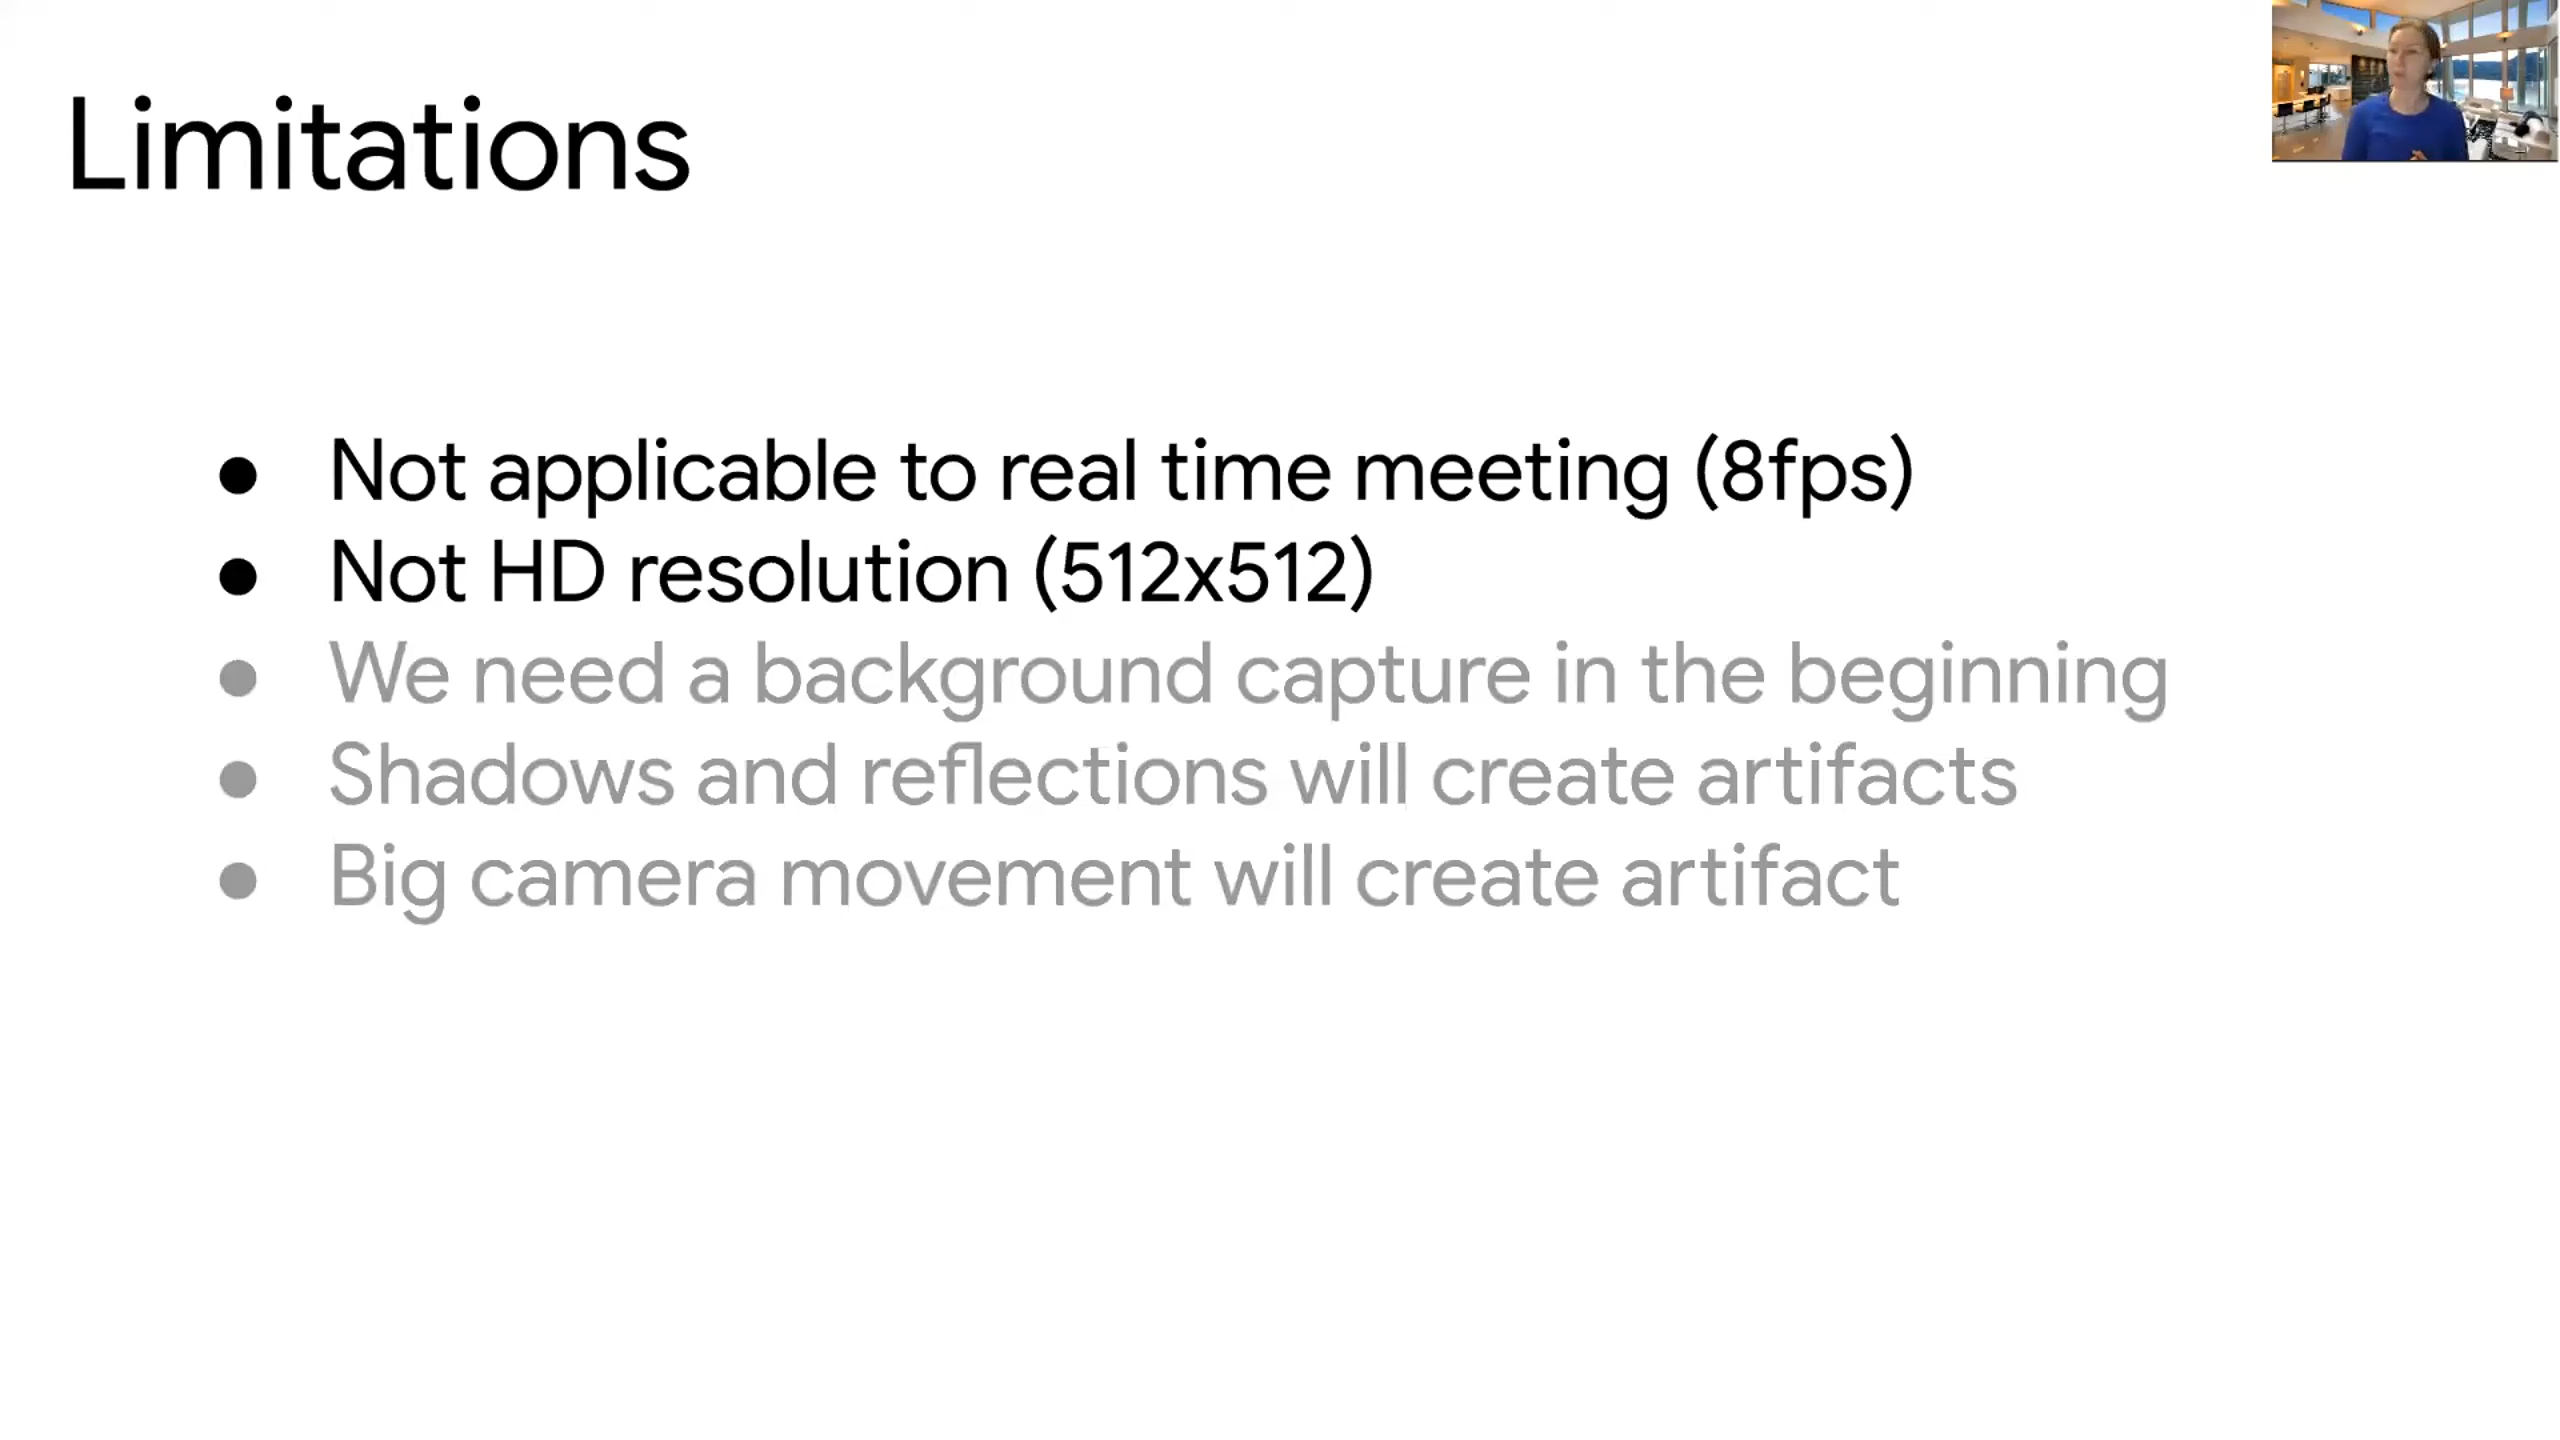 Limitations
● Not applicable to real time meeting (8fps)
● Not HD resolution (512x512)
● We need a background capture in the beginning
● Shadows and reflections will create artifacts
● Big camera movement will create artifact